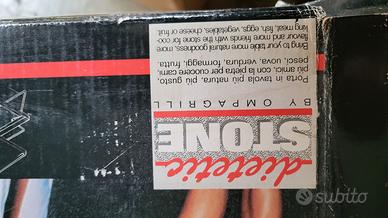 dietetic
STONE
BY OMPAGRILL
Porta in tavola più natura, più gusto,
più amici, con la pietra per cuocere carni,
pesci, uova, verdura, formaggi, frutta.
Bring to your table more natural goodness, more
flavour and more friends with the stone for coo-
king meat, fish, eggs, vegetables, cheese or fruit.
subito